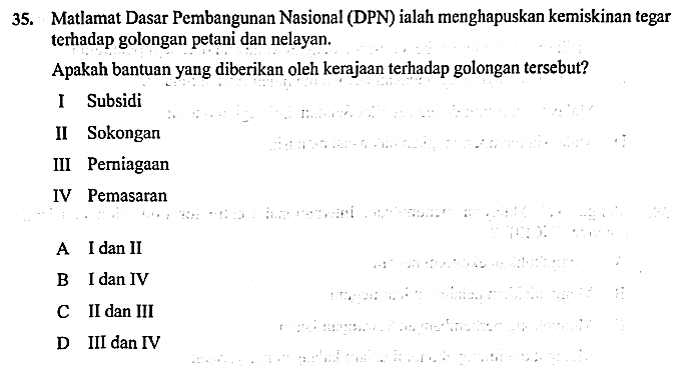 35. Matlamat Dasar Pembangunan Nasional (DPN) ialah menghapuskan kemiskinan tegar
terhadap golongan petani dan nelayan.
Apakah bantuan yang diberikan oleh kerajaan terhadap golongan tersebut?
I Subsidi
II Sokongan
III Perniagaan
IV Pemasaran
A I dan II
B I dan IV
C II dan III
D III dan IV